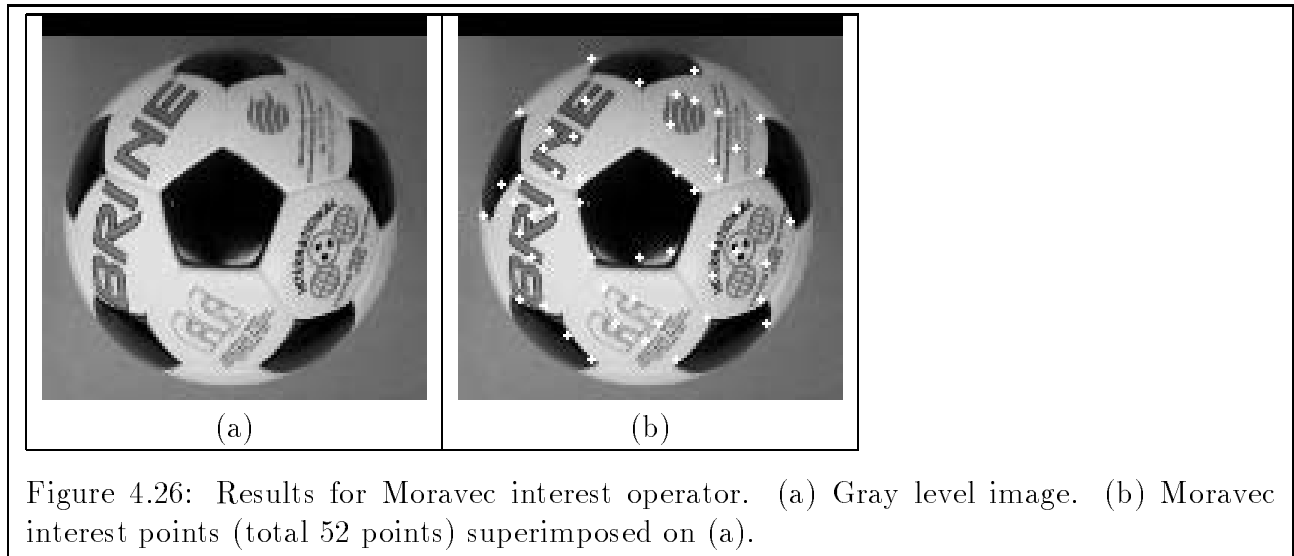 BRINE
INTERNATIONAL
BRINE
(a)
(b)
Figure 4.26: Results for Moravec interest operator. (a) Gray level image. (b) Moravec
interest points (total 52 points) superimposed on (a).